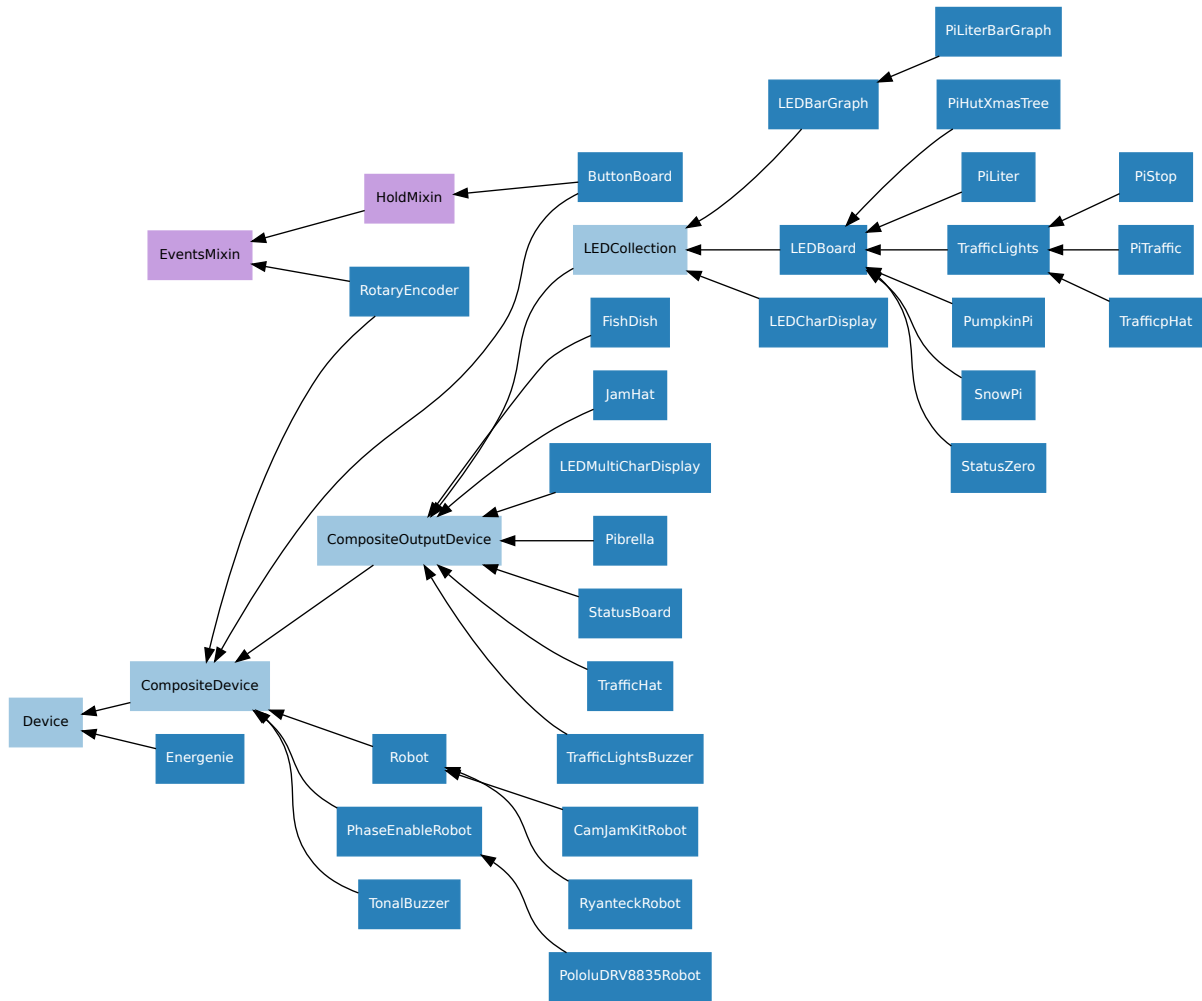 PiLiterBarGraph
LEDBarGraph
PiHutXmasTree
ButtonBoard
PiLiter
PiStop
HoldMixin
EventsMixin
LEDCollection
LEDBoard
TrafficLights
PiTraffic
RotaryEncoder
FishDish
LEDCharDisplay
PumpkinPi
TrafficpHat
JamHat
SnowPi
LEDMultiCharDisplay
StatusZero
CompositeOutputDevice
Pibrella
StatusBoard
CompositeDevice
TrafficHat
Device
Energenie
Robot
TrafficLightsBuzzer
PhaseEnableRobot
CamJamKitRobot
TonalBuzzer
RyanteckRobot
PololuDRV8835Robot